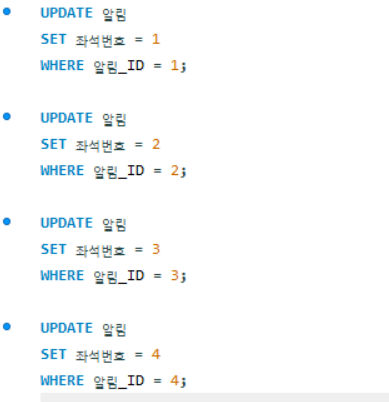 UPDATE 알림
SET 좌석번호 = 1
WHERE 알림_ID = 1;
UPDATE 알림
SET 좌석번호 = 2
WHERE 알림_ID = 2;
UPDATE 알림
SET 좌석번호 = 3
WHERE 알림_ID = 3;
UPDATE 알림
SET 좌석번호 = 4
WHERE 알림_ID = 4;